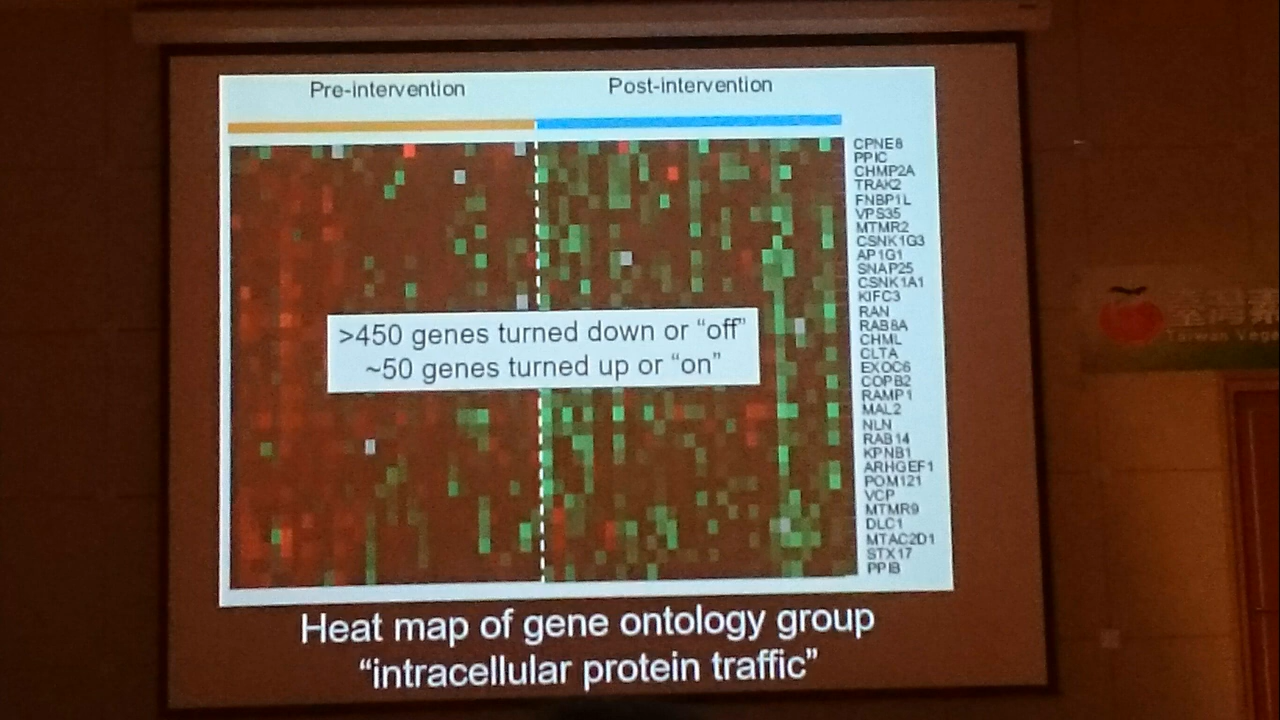 Pre-intervention
Post-intervention
CPNE8
PPIC
CHMP2A
TRAK2
FNBP1L
VPS35
MTMR2
CSNK1G3
AP1G1
SNAP25
CSNK1A1
KIFC3
RAN
RAB8A
CHML
CLTA
EXOC6
COPB2
RAMP1
MAL2
NLN
RAB14
KPNB1
ARHGEF1
POM121
VCP
MTMR9
DLC1
MTAC2D1
STX17
PPIB
>450 genes turned down or “off”
~50 genes turned up or “on”
Heat map of gene ontology group
“intracellular protein traffic”
Taiwan Vege